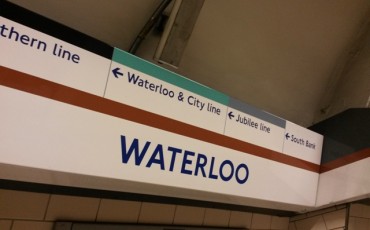 thern line
← Waterloo & City line
← Jubilee line
← South Bank
WATERLOO